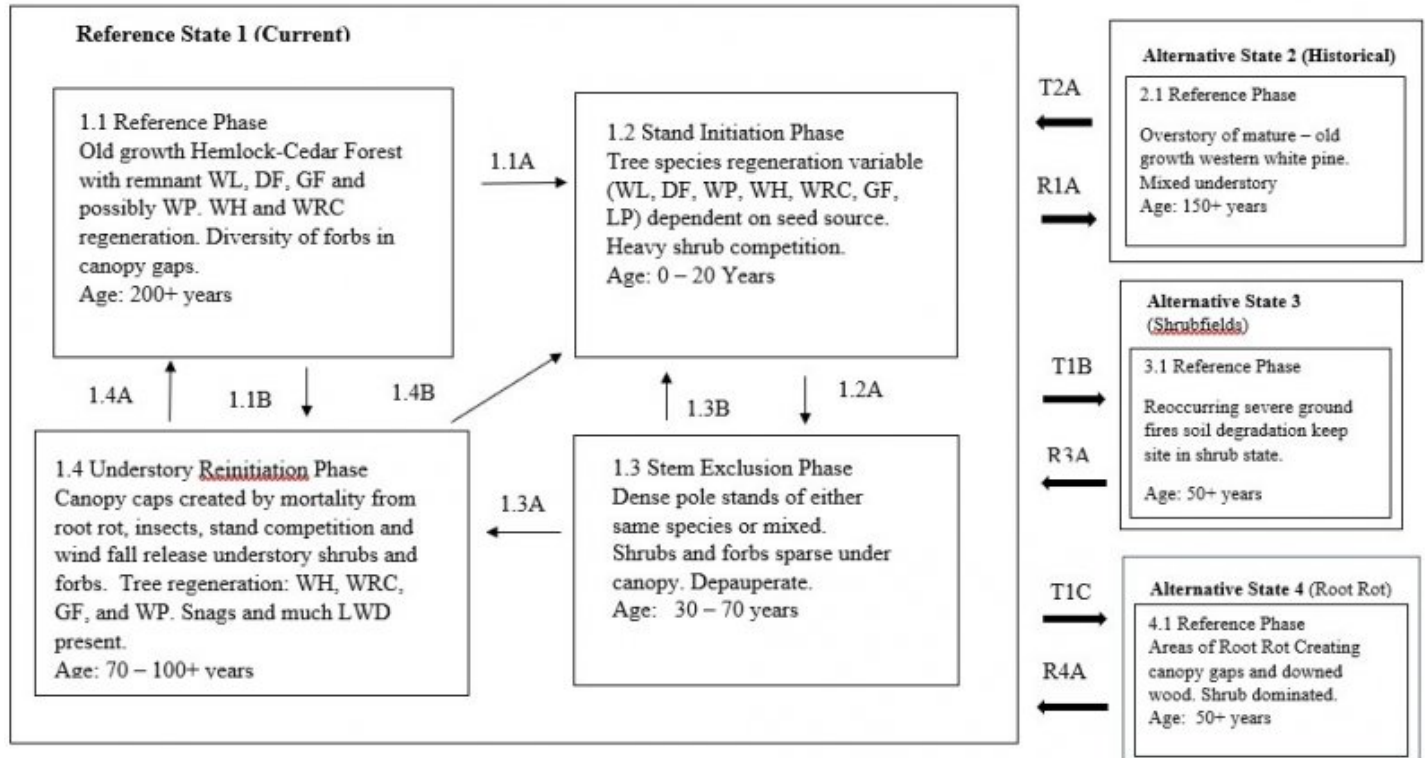 Reference State 1 (Current)
1.1 Reference Phase
Old growth Hemlock-Cedar Forest
with remnant WL, DF, GF and
possibly WP. WH and WRC
regeneration. Diversity of forbs in
canopy gaps.
Age: 200+ years
1.1A
1.2 Stand Initiation Phase
Tree species regeneration variable
(WL, DF, WP, WH, WRC, GF,
LP) dependent on seed source.
Heavy shrub competition.
Age: 0 – 20 Years
1.4A
1.1B
1.4B
1.3B
1.2A
1.4 Understory Reinitiation Phase
Canopy caps created by mortality from
root rot, insects, stand competition and
wind fall release understory shrubs and
forbs. Tree regeneration: WH, WRC,
GF, and WP. Snags and much LWD
present.
Age: 70 – 100+ years
1.3A
1.3 Stem Exclusion Phase
Dense pole stands of either
same species or mixed.
Shrubs and forbs sparse under
canopy. Depauperate.
Age: 30 – 70 years
T2A
R1A
Alternative State 2 (Historical)
2.1 Reference Phase
Overstory of mature – old
growth western white pine.
Mixed understory
Age: 150+ years
T1B
R3A
Alternative State 3
(Shrubfields)
3.1 Reference Phase
Reoccurring severe ground
fires soil degradation keep
site in shrub state.
Age: 50+ years
T1C
R4A
Alternative State 4 (Root Rot)
4.1 Reference Phase
Areas of Root Rot Creating
canopy gaps and downed
wood. Shrub dominated.
Age: 50+ years